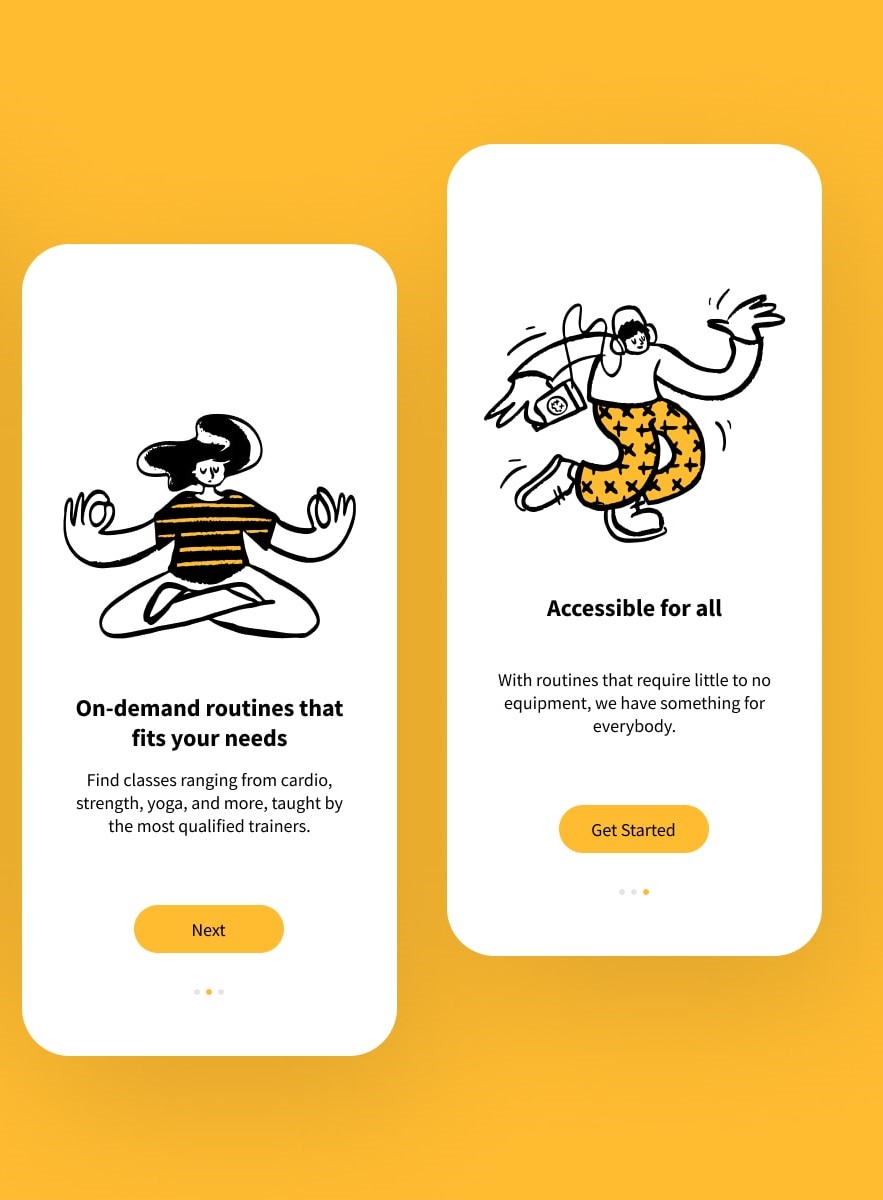 On-demand routines that
fits your needs
Find classes ranging from cardio,
strength, yoga, and more, taught by
the most qualified trainers.
Next
Accessible for all
With routines that require little to no
equipment, we have something for
everybody.
Get Started